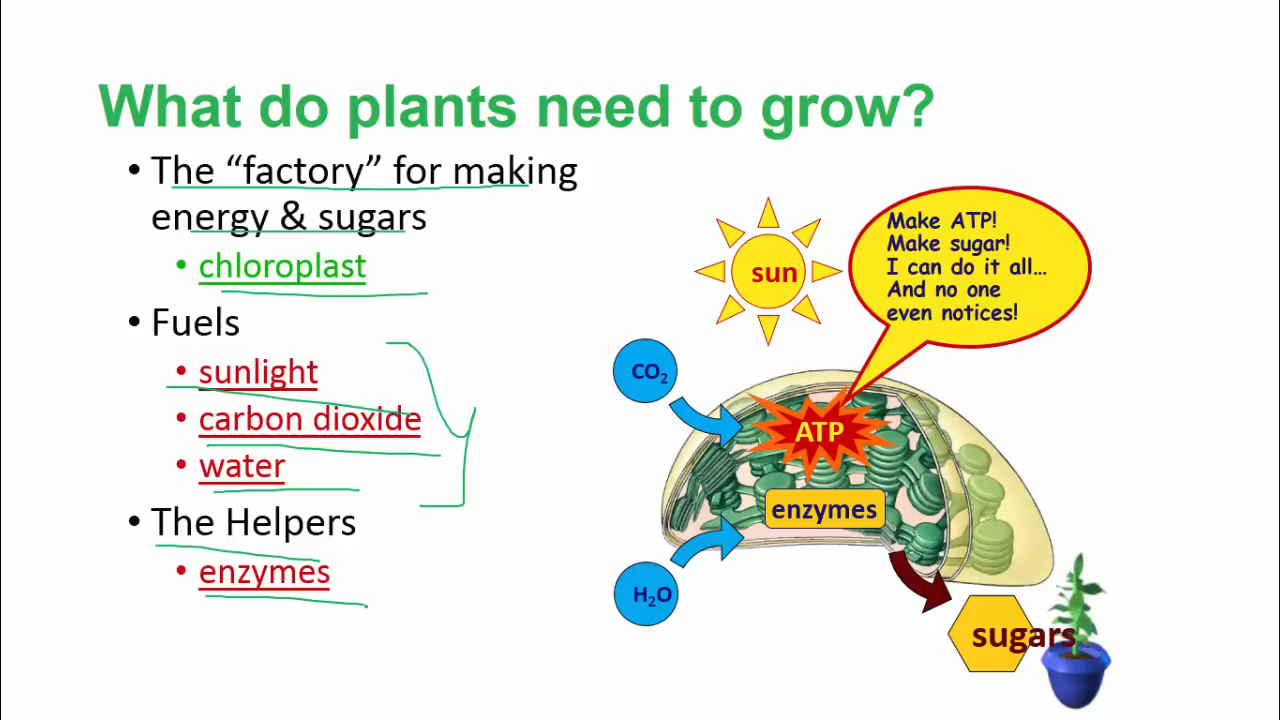 What do plants need to grow?
• The “factory” for making
energy & sugars
• chloroplast
• Fuels
• sunlight
• carbon dioxide
• water
• The Helpers
• enzymes
sun
Make ATP!
Make sugar!
I can do it all...
And no one
even notices!
CO₂
ATP
enzymes
H₂O
sugars